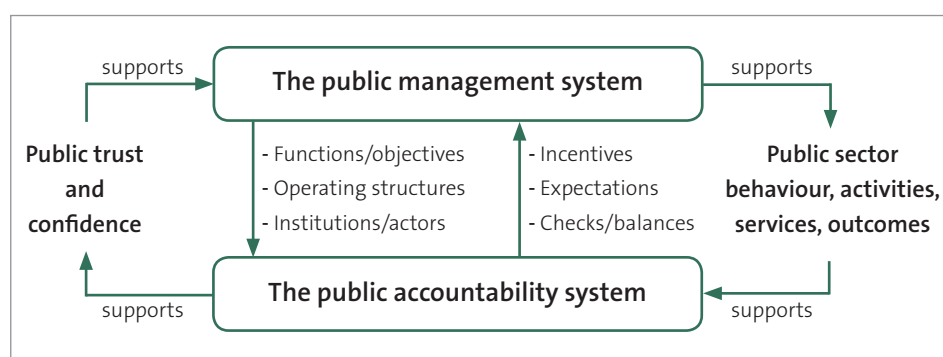 supports
The public management system
supports
Public trust
and
confidence
- Functions/objectives
- Operating structures
- Institutions/actors
- Incentives
- Expectations
- Checks/balances
Public sector
behaviour, activities,
services, outcomes
supports
The public accountability system
supports